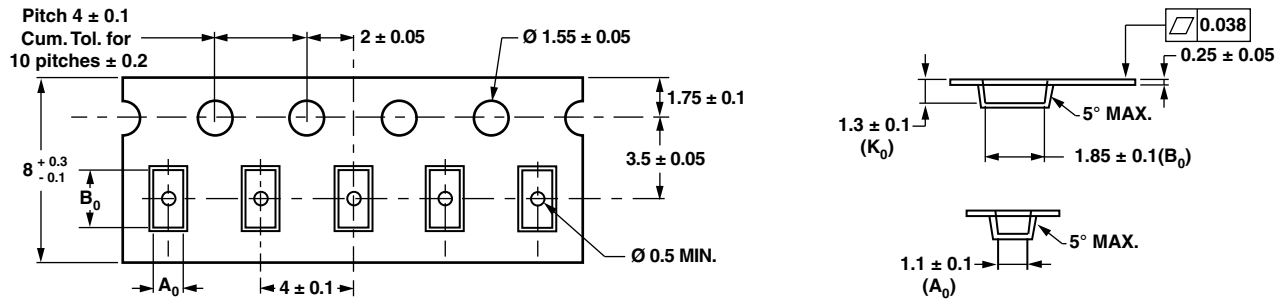 Pitch 4 ± 0.1
Cum. Tol. for
10 pitches ± 0.2
2 ± 0.05
Ø 1.55 ± 0.05
1.75 ± 0.1
3.5 ± 0.05
8 + 0.3
- 0.1
B₀
A₀
4 ± 0.1
Ø 0.5 MIN.
0.038
0.25 ± 0.05
5° MAX.
1.3 ± 0.1
(K₀)
1.85 ± 0.1(B₀)
5° MAX.
1.1 ± 0.1
(A₀)